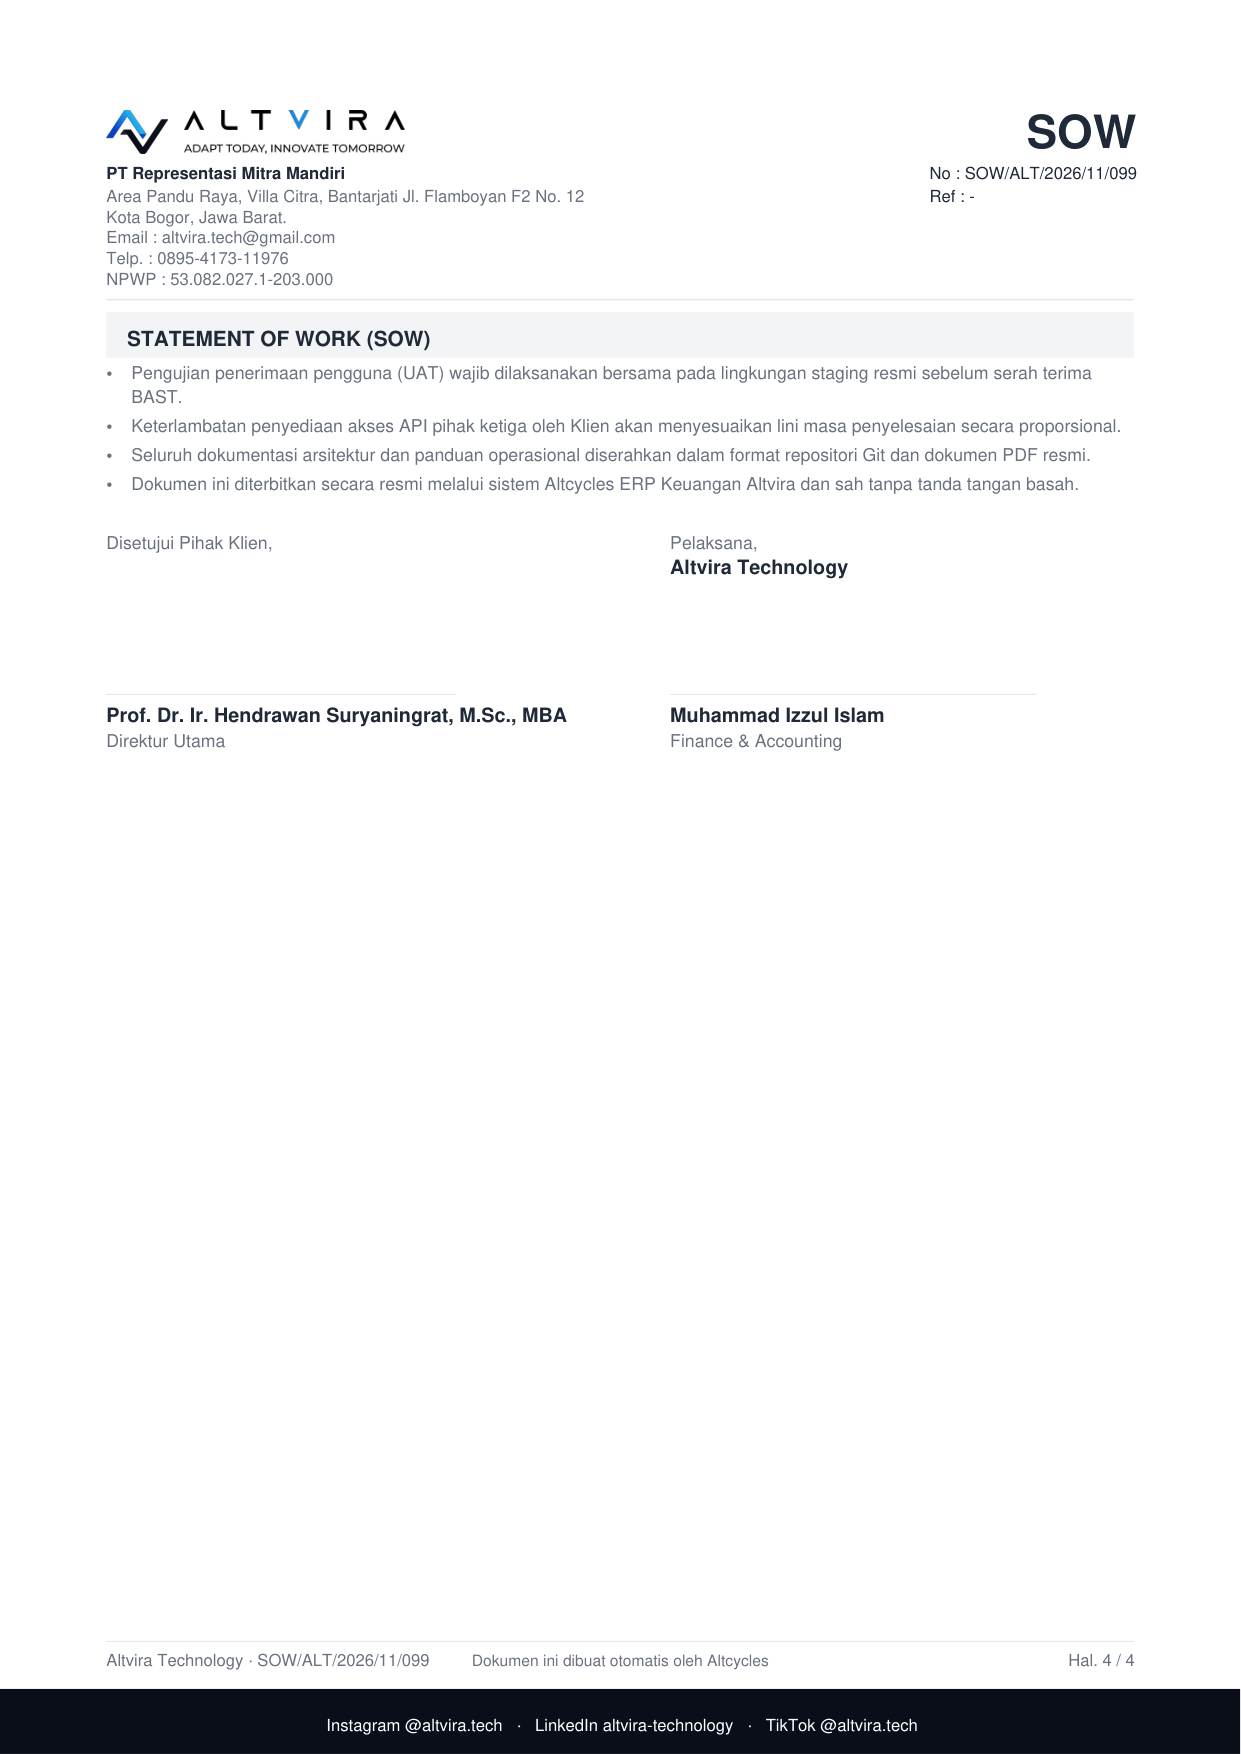 ALTVIRA
ADAPT TODAY, INNOVATE TOMORROW
SOW
PT Representasi Mitra Mandiri
No : SOW/ALT/2026/11/099
Area Pandu Raya, Villa Citra, Bantarjati Jl. Flamboyan F2 No. 12
Ref : -
Kota Bogor, Jawa Barat.
Email : altvira.tech@gmail.com
Telp. : 0895-4173-11976
NPWP : 53.082.027.1-203.000
STATEMENT OF WORK (SOW)
• Pengujian penerimaan pengguna (UAT) wajib dilaksanakan bersama pada lingkungan staging resmi sebelum serah terima
BAST.
• Keterlambatan penyediaan akses API pihak ketiga oleh Klien akan menyesuaikan lini masa penyelesaian secara proporsional.
• Seluruh dokumentasi arsitektur dan panduan operasional diserahkan dalam format repositori Git dan dokumen PDF resmi.
• Dokumen ini diterbitkan secara resmi melalui sistem Altcycles ERP Keuangan Altvira dan sah tanpa tanda tangan basah.
Disetujui Pihak Klien,
Pelaksana,
Altvira Technology
Prof. Dr. Ir. Hendrawan Suryaningrat, M.Sc., MBA
Direktur Utama
Muhammad Izzul Islam
Finance & Accounting
Altvira Technology · SOW/ALT/2026/11/099 Dokumen ini dibuat otomatis oleh Altcycles Hal. 4 / 4
Instagram @altvira.tech · LinkedIn altvira-technology · TikTok @altvira.tech